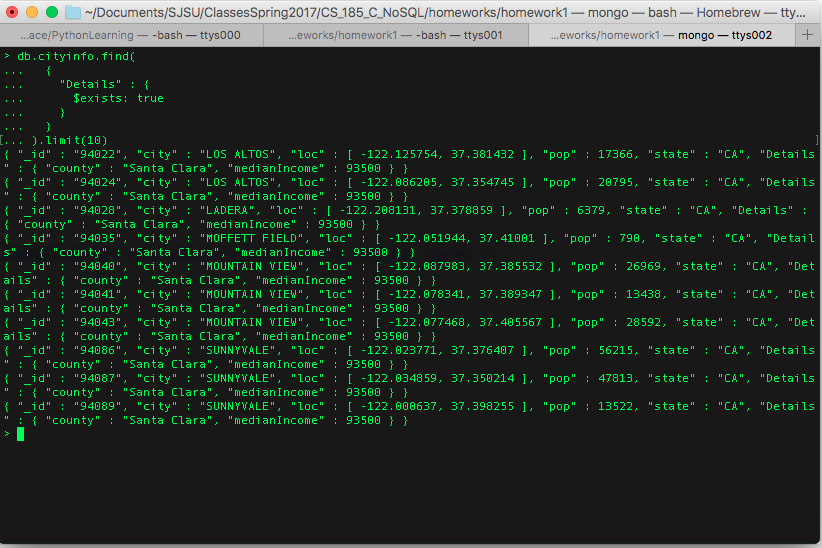 ~/Documents/SJSU/ClassesSpring2017/CS_185_C_NoSQL/homeworks/homework1 — mongo — bash — Homebrew — tty...
...ace/PythonLearning — -bash — ttys000
...eworks/homework1 — -bash — ttys001
...eworks/homework1 — mongo — ttys002
+
> db.cityinfo.find(
...    {
...      "Details" : {
...        $exists: true
...      }
...    }
[... ).limit(10)                                                                 ]
{ "_id" : "94022", "city" : "LOS ALTOS", "loc" : [ -122.125754, 37.381432 ], "pop" : 17366, "state" : "CA", "Details
" : { "county" : "Santa Clara", "medianIncome" : 93500 } }
{ "_id" : "94024", "city" : "LOS ALTOS", "loc" : [ -122.086205, 37.354745 ], "pop" : 20795, "state" : "CA", "Details
" : { "county" : "Santa Clara", "medianIncome" : 93500 } }
{ "_id" : "94028", "city" : "LADERA", "loc" : [ -122.208131, 37.378859 ], "pop" : 6379, "state" : "CA", "Details" :
{ "county" : "Santa Clara", "medianIncome" : 93500 } }
{ "_id" : "94035", "city" : "MOFFETT FIELD", "loc" : [ -122.051944, 37.41001 ], "pop" : 790, "state" : "CA", "Detail
s" : { "county" : "Santa Clara", "medianIncome" : 93500 } }
{ "_id" : "94040", "city" : "MOUNTAIN VIEW", "loc" : [ -122.087983, 37.385532 ], "pop" : 26969, "state" : "CA", "Det
ails" : { "county" : "Santa Clara", "medianIncome" : 93500 } }
{ "_id" : "94041", "city" : "MOUNTAIN VIEW", "loc" : [ -122.078341, 37.389347 ], "pop" : 13438, "state" : "CA", "Det
ails" : { "county" : "Santa Clara", "medianIncome" : 93500 } }
{ "_id" : "94043", "city" : "MOUNTAIN VIEW", "loc" : [ -122.077468, 37.405567 ], "pop" : 28592, "state" : "CA", "Det
ails" : { "county" : "Santa Clara", "medianIncome" : 93500 } }
{ "_id" : "94086", "city" : "SUNNYVALE", "loc" : [ -122.023771, 37.376407 ], "pop" : 56215, "state" : "CA", "Details
" : { "county" : "Santa Clara", "medianIncome" : 93500 } }
{ "_id" : "94087", "city" : "SUNNYVALE", "loc" : [ -122.034859, 37.350214 ], "pop" : 47813, "state" : "CA", "Details
" : { "county" : "Santa Clara", "medianIncome" : 93500 } }
{ "_id" : "94089", "city" : "SUNNYVALE", "loc" : [ -122.000637, 37.398255 ], "pop" : 13522, "state" : "CA", "Details
" : { "county" : "Santa Clara", "medianIncome" : 93500 } }
>